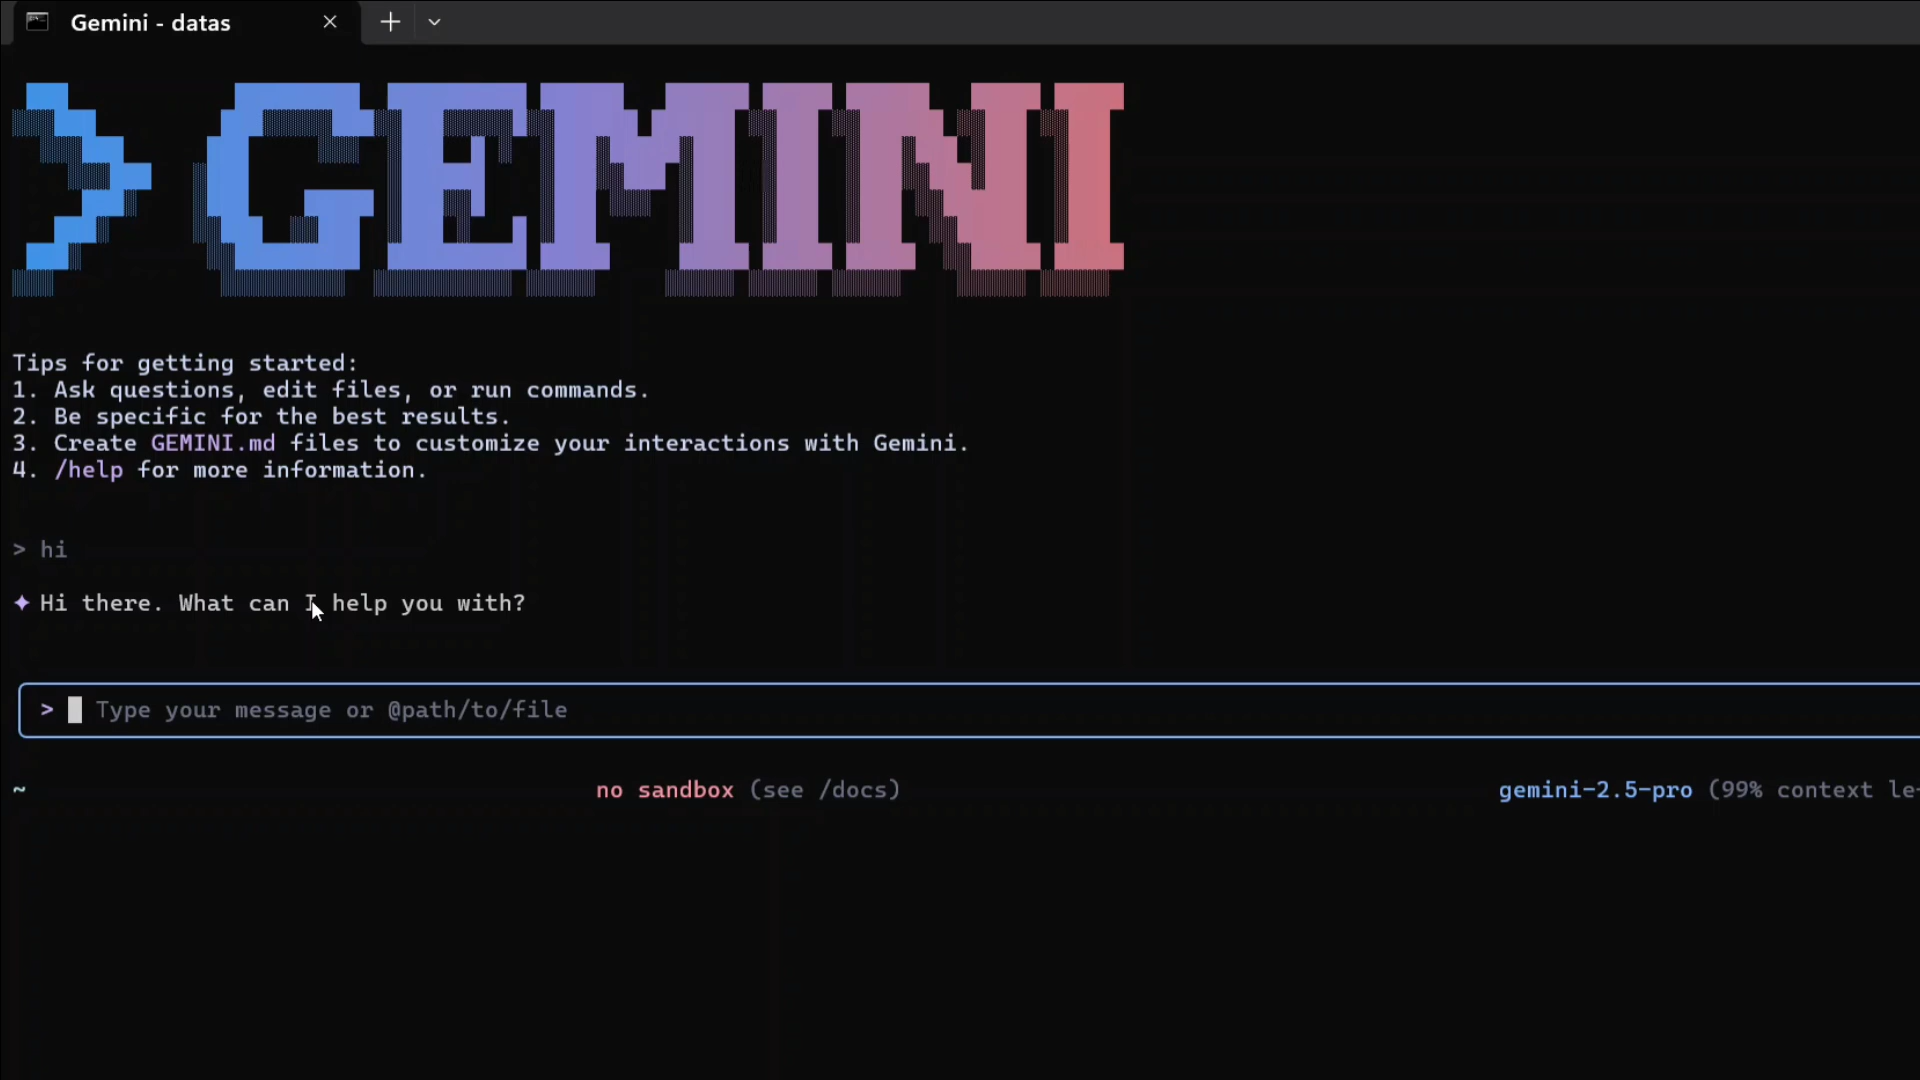 Gemini - datas
> GEMINI
Tips for getting started:
1. Ask questions, edit files, or run commands.
2. Be specific for the best results.
3. Create GEMINI.md files to customize your interactions with Gemini.
4. /help for more information.
> hi
✦ Hi there. What can I help you with?
> Type your message or @path/to/file
~ no sandbox (see /docs) gemini-2.5-pro (99% context